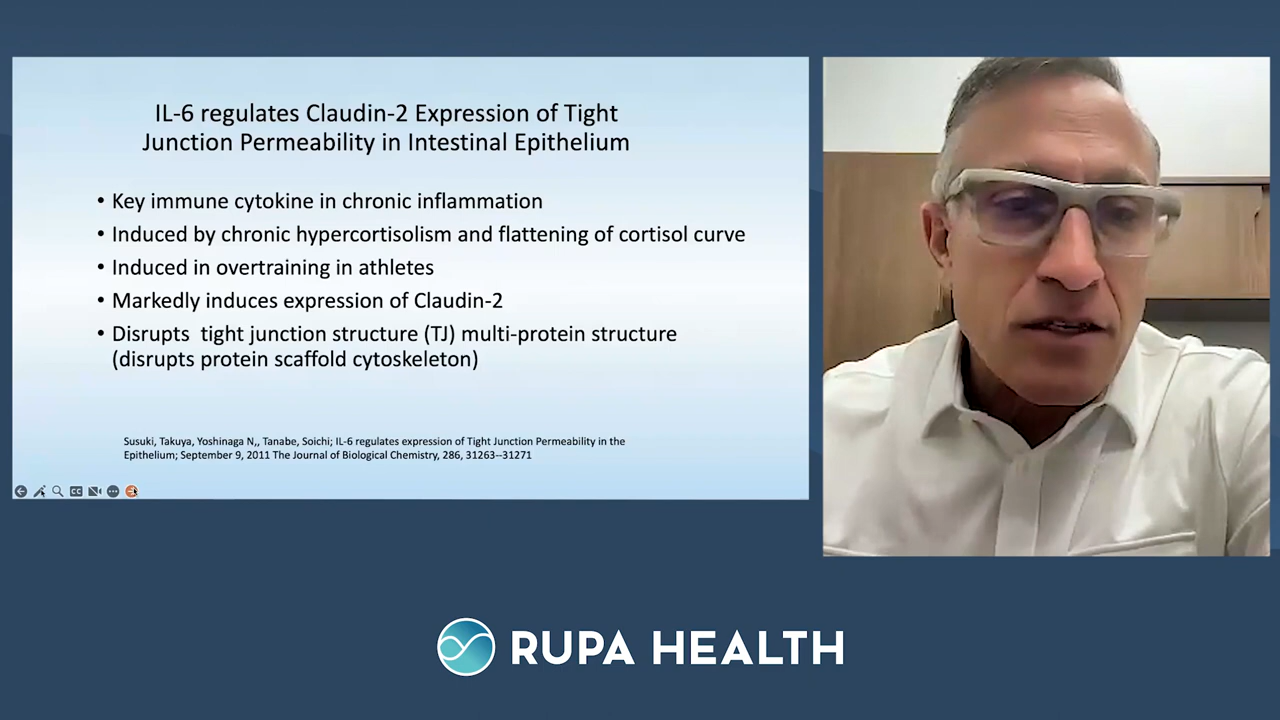 IL-6 regulates Claudin-2 Expression of Tight
Junction Permeability in Intestinal Epithelium
• Key immune cytokine in chronic inflammation
• Induced by chronic hypercortisolism and flattening of cortisol curve
• Induced in overtraining in athletes
• Markedly induces expression of Claudin-2
• Disrupts  tight junction structure (TJ) multi-protein structure
(disrupts protein scaffold cytoskeleton)
Susuki, Takuya, Yoshinaga N,, Tanabe, Soichi; IL-6 regulates expression of Tight Junction Permeability in the
Epithelium; September 9, 2011 The Journal of Biological Chemistry, 286, 31263--31271
CC
RUPA HEALTH